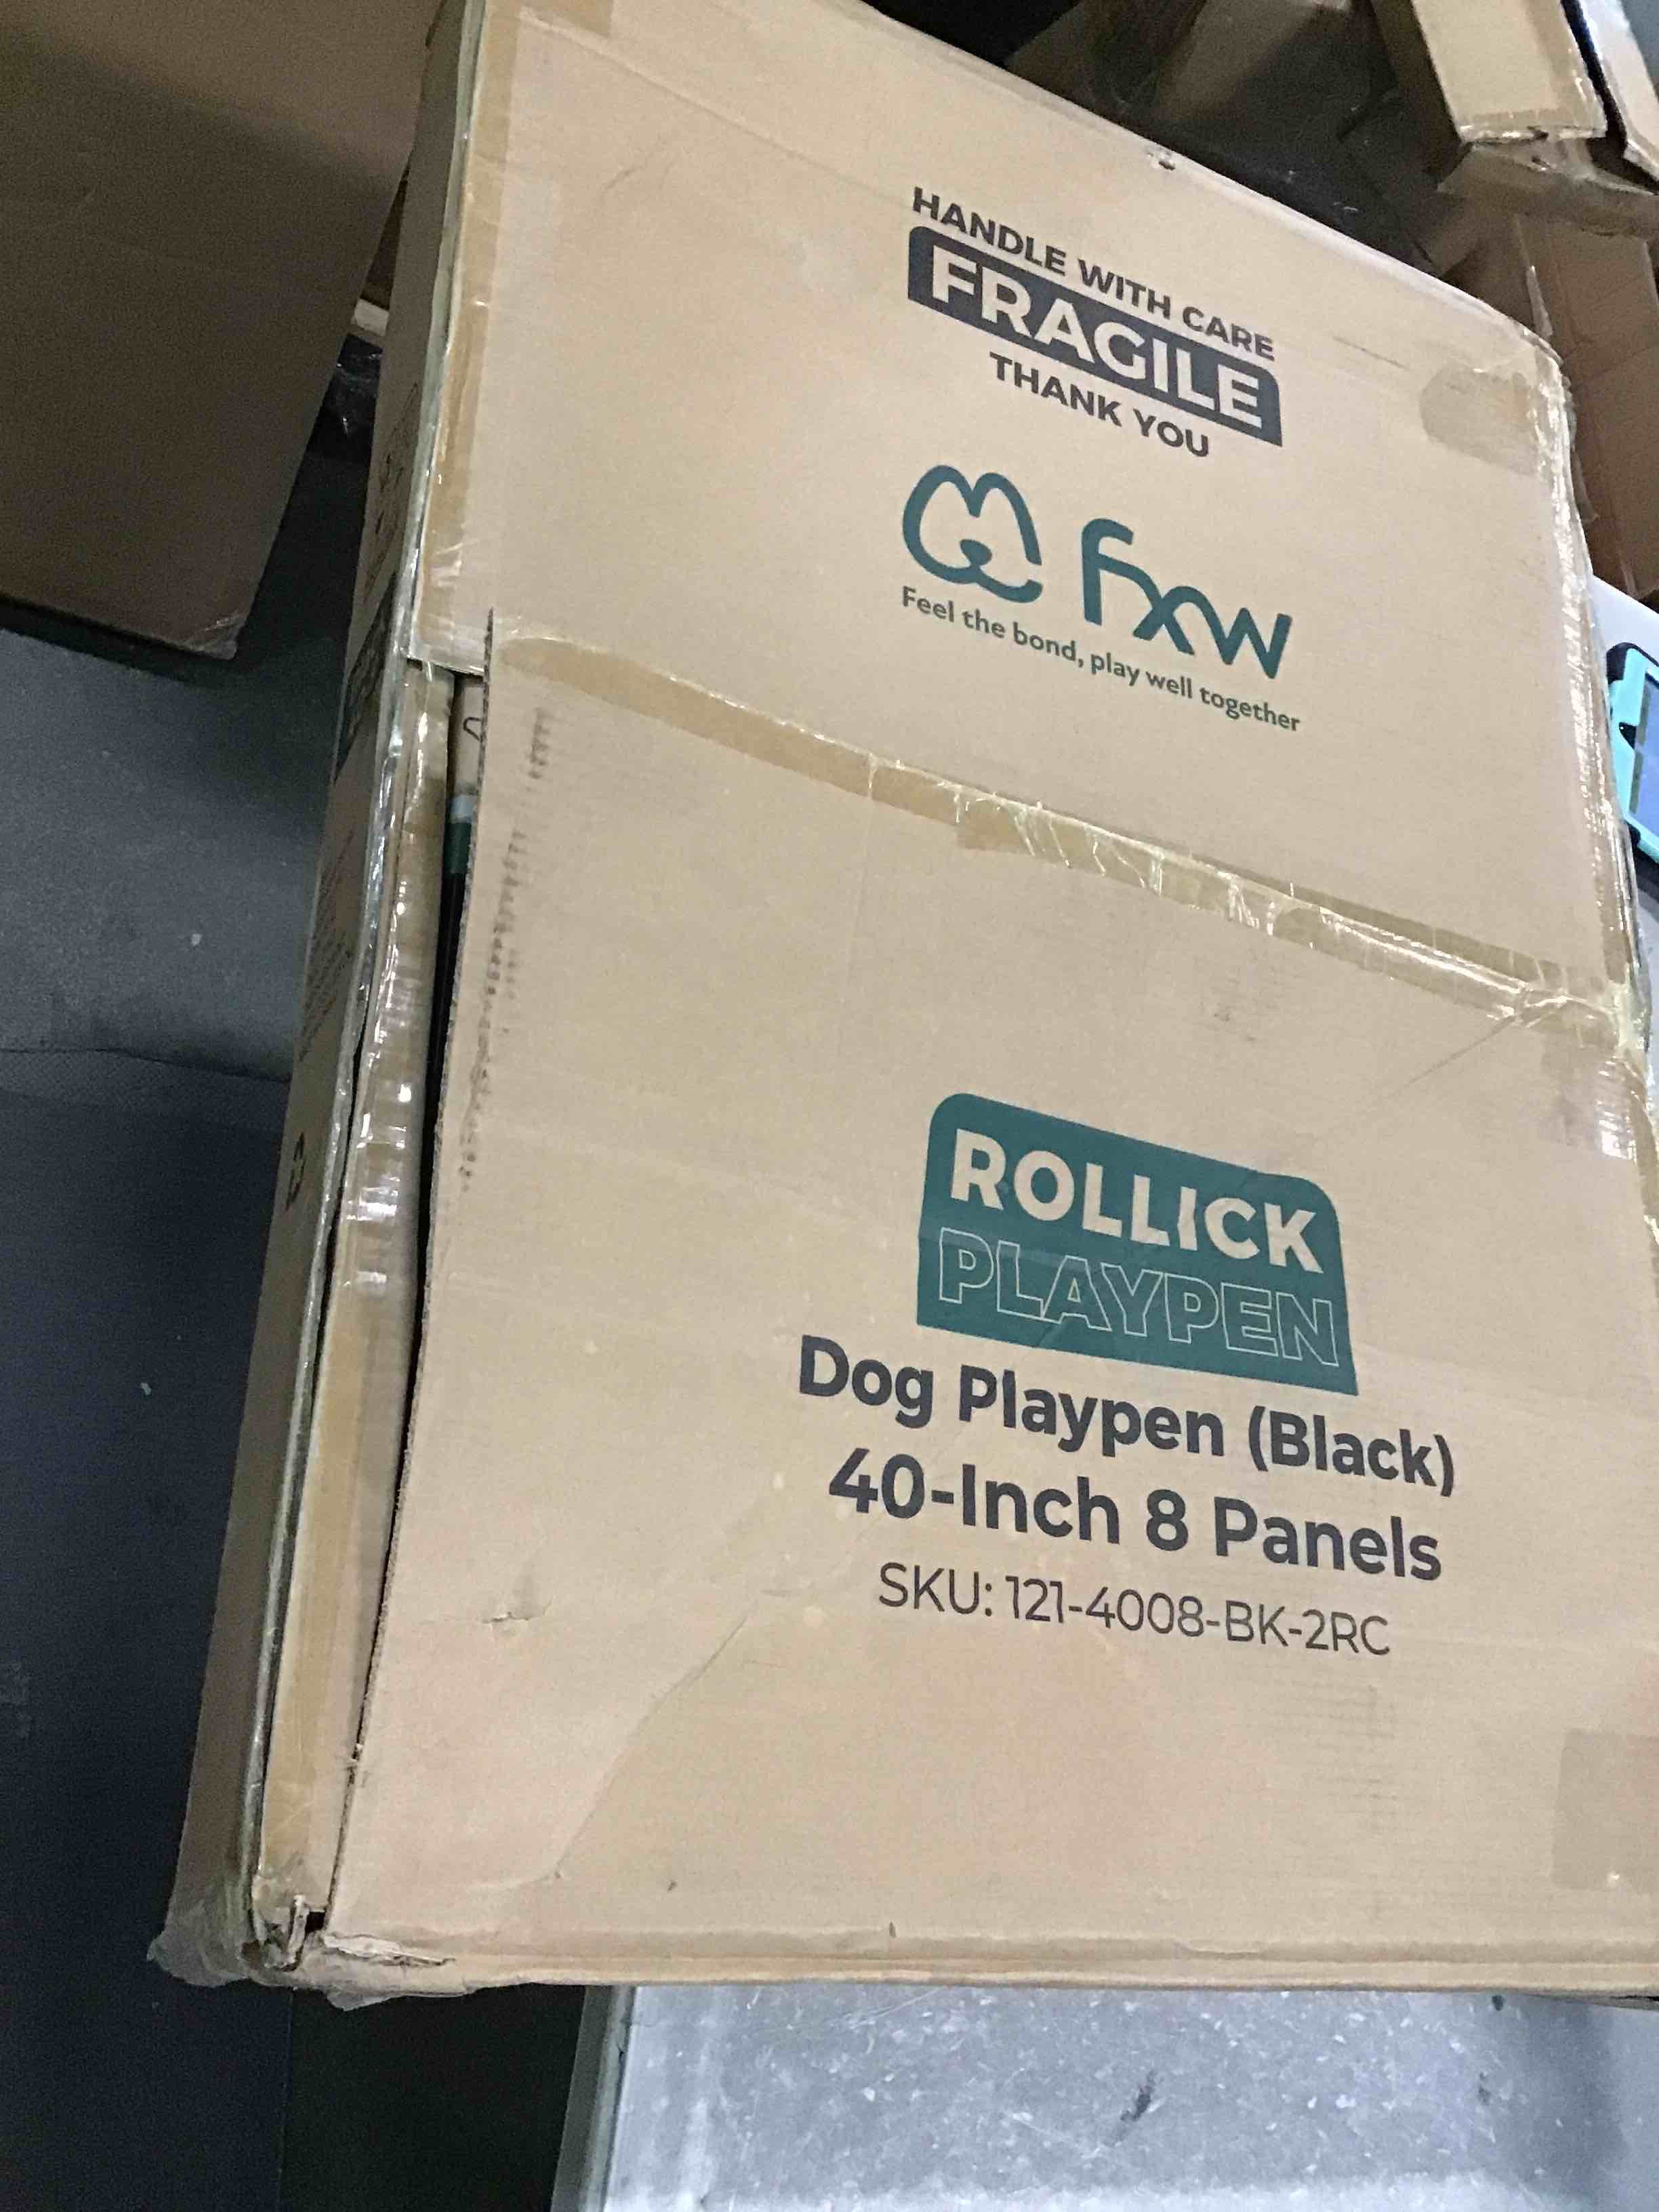 HANDLE WITH CARE
FRAGILE
THANK YOU
fxw
Feel the bond, play well together
ROLLICK
PLAYPEN
Dog Playpen (Black)
40-Inch 8 Panels
SKU: 121-4008-BK-2RC